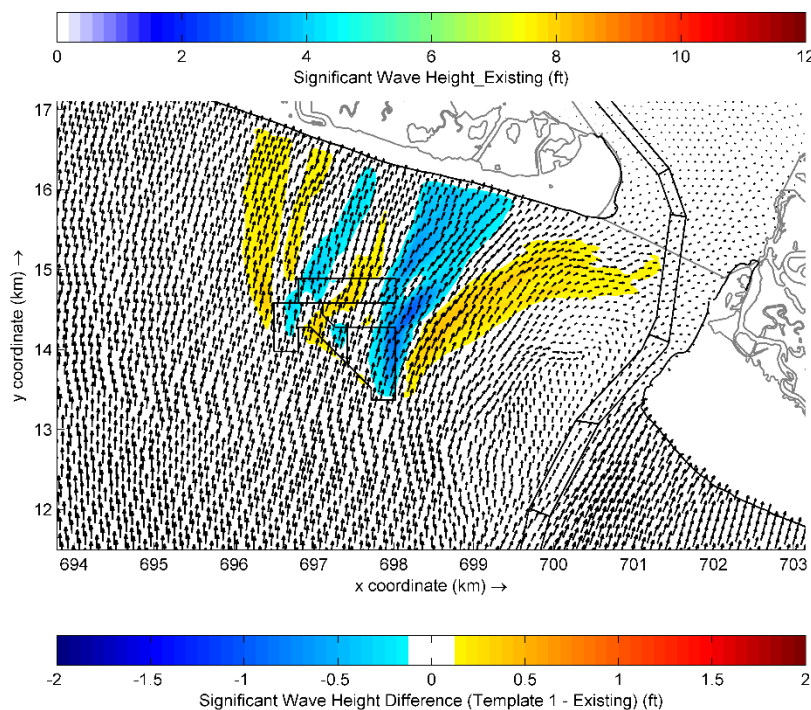 0 2 4 6 8 10 12
Significant Wave Height_Existing (ft)
17
16
15
14
13
12
y coordinate (km) →
694 695 696 697 698 699 700 701 702 703
x coordinate (km) →
-2 -1.5 -1 -0.5 0 0.5 1 1.5 2
Significant Wave Height Difference (Template 1 - Existing) (ft)